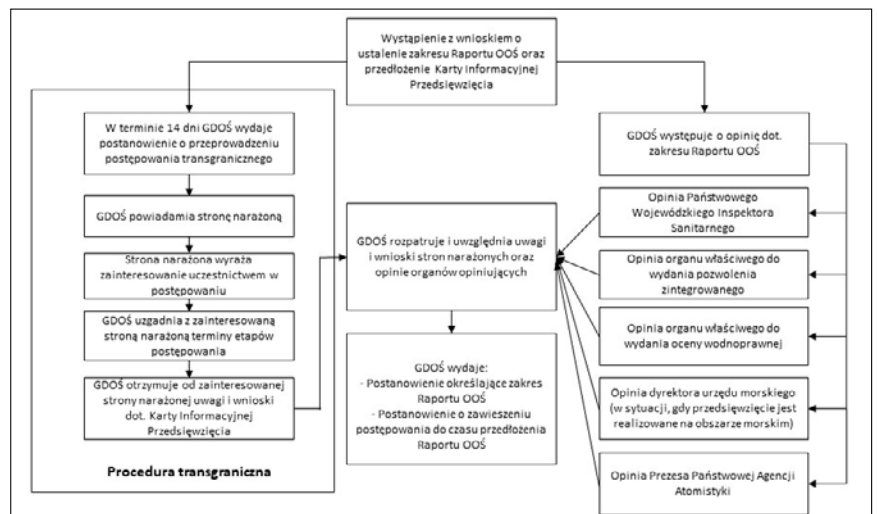 Wystąpienie z wnioskiem o
ustalenie zakresu Raportu OOŚ oraz
przedłożenie Karty Informacyjnej
Przedsięwzięcia
W terminie 14 dni GDOŚ wydaje
postanowienie o przeprowadzeniu
postępowania transgranicznego
GDOŚ powiadamia stronę narażoną
Strona narażona wyraża
zainteresowanie uczestnictwem w
postępowaniu
GDOŚ uzgadnia z zainteresowaną
stroną narażoną terminy etapów
postępowania
GDOŚ otrzymuje od zainteresowanej
strony narażonej uwagi i wnioski
dot. Karty Informacyjnej
Przedsięwzięcia
Procedura transgraniczna
GDOŚ rozpatruje i uwzględnia uwagi
i wnioski stron narażonych oraz
opinie organów opiniujących
GDOŚ wydaje:
- Postanowienie określające zakres
Raportu OOŚ
- Postanowienie o zawieszeniu
postępowania do czasu przedłożenia
Raportu OOŚ
GDOŚ występuje o opinię dot.
zakresu Raportu OOŚ
Opinia Państwowego
Wojewódzkiego Inspektora
Sanitarnego
Opinia organu właściwego do
wydania pozwolenia
zintegrowanego
Opinia organu właściwego do
wydania oceny wodnoprawnej
Opinia dyrektora urzędu morskiego
(w sytuacji, gdy przedsięwzięcie jest
realizowane na obszarze morskim)
Opinia Prezesa Państwowej Agencji
Atomistyki